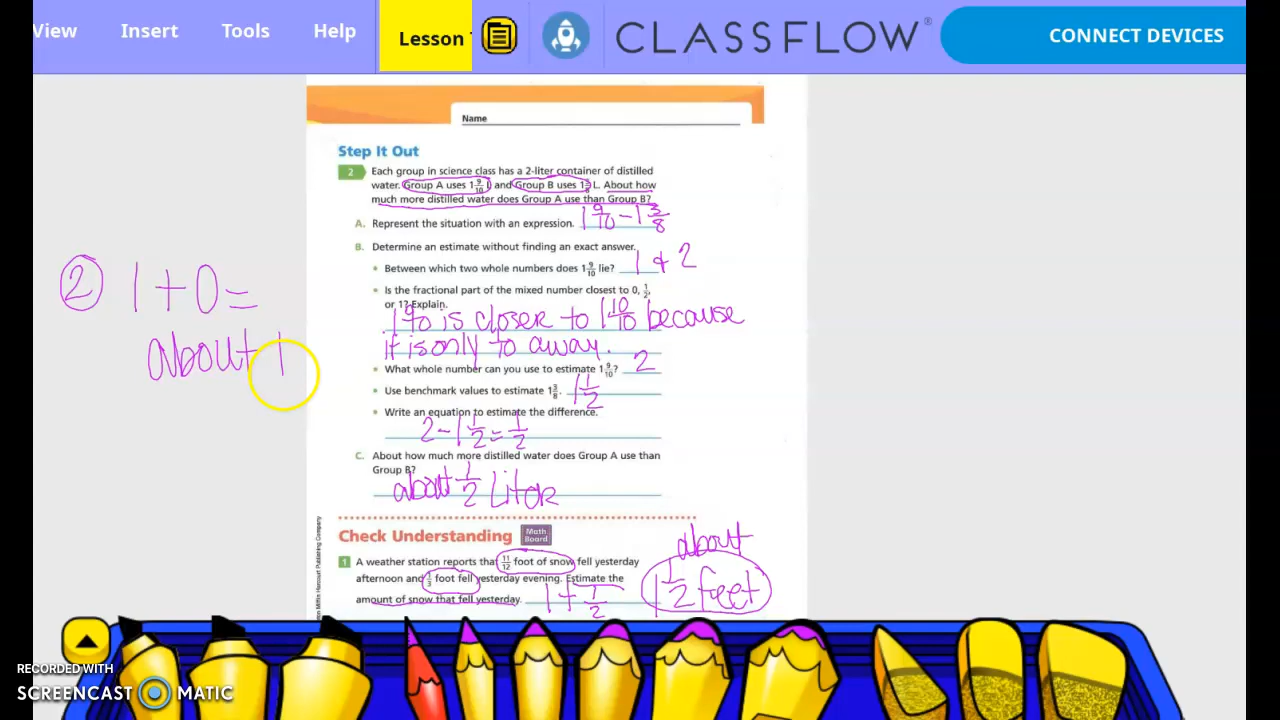 View Insert Tools Help Lesson CLASSFLOW® CONNECT DEVICES
Name
Step It Out
2 Each group in science class has a 2-liter container of distilled
water. Group A uses 1 9/10 L and Group B uses 1 3/8 L. About how
much more distilled water does Group A use than Group B?
A. Represent the situation with an expression. 1 9/10 - 1 3/8
B. Determine an estimate without finding an exact answer.
• Between which two whole numbers does 1 9/10 lie? 1 & 2
• Is the fractional part of the mixed number closest to 0, 1/2,
or 1? Explain.
1 9/10 is closer to 1 10/10 because
it is only 1/10 away.
• What whole number can you use to estimate 1 9/10? 2
• Use benchmark values to estimate 1 3/8. 1 1/2
• Write an equation to estimate the difference.
2 - 1 1/2 = 1/2
C. About how much more distilled water does Group A use than
Group B?
about 1/2 Liter
② 1 + 0 =
about 1
Check Understanding Math Board
1 A weather station reports that 11/12 foot of snow fell yesterday
afternoon and 1/3 foot fell yesterday evening. Estimate the
amount of snow that fell yesterday. 1 + 1/2
about
1 1/2 feet
Houghton Mifflin Harcourt Publishing Company
RECORDED WITH
SCREENCAST MATIC